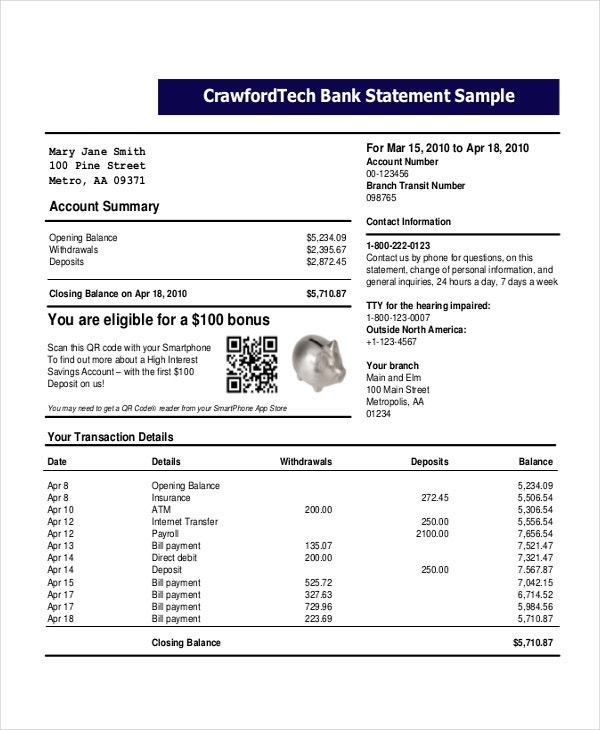 CrawfordTech Bank Statement Sample
Mary Jane Smith
100 Pine Street
Metro, AA 09371
For Mar 15, 2010 to Apr 18, 2010
Account Number
00-123456
Branch Transit Number
098765
Account Summary
Opening Balance $5,234.09
Withdrawals $2,395.67
Deposits $2,872.45
Closing Balance on Apr 18, 2010 $5,710.87
Contact Information
1-800-222-0123
Contact us by phone for questions, on this
statement, change of personal information, and
general inquiries, 24 hours a day, 7 days a week
TTY for the hearing impaired:
1-800-123-0007
Outside North America:
+1-123-4567
Your branch
Main and Elm
100 Main Street
Metropolis, AA
01234
You are eligible for a $100 bonus
Scan this QR code with your Smartphone
To find out more about a High Interest
Savings Account – with the first $100
Deposit on us!
You may need to get a QR Code® reader from your SmartPhone App Store
Your Transaction Details
Date Details Withdrawals Deposits Balance
Apr 8 Opening Balance 5,234.09
Apr 8 Insurance 272.45 5,506.54
Apr 10 ATM 200.00 5,306.54
Apr 12 Internet Transfer 250.00 5,556.54
Apr 12 Payroll 2100.00 7,656.54
Apr 13 Bill payment 135.07 7,521.47
Apr 14 Direct debit 200.00 7,321.47
Apr 14 Deposit 250.00 7.567.87
Apr 15 Bill payment 525.72 7,042.15
Apr 17 Bill payment 327.63 6,714.52
Apr 17 Bill payment 729.96 5,984.56
Apr 18 Bill payment 223.69 5,710.87
Closing Balance $5,710.87